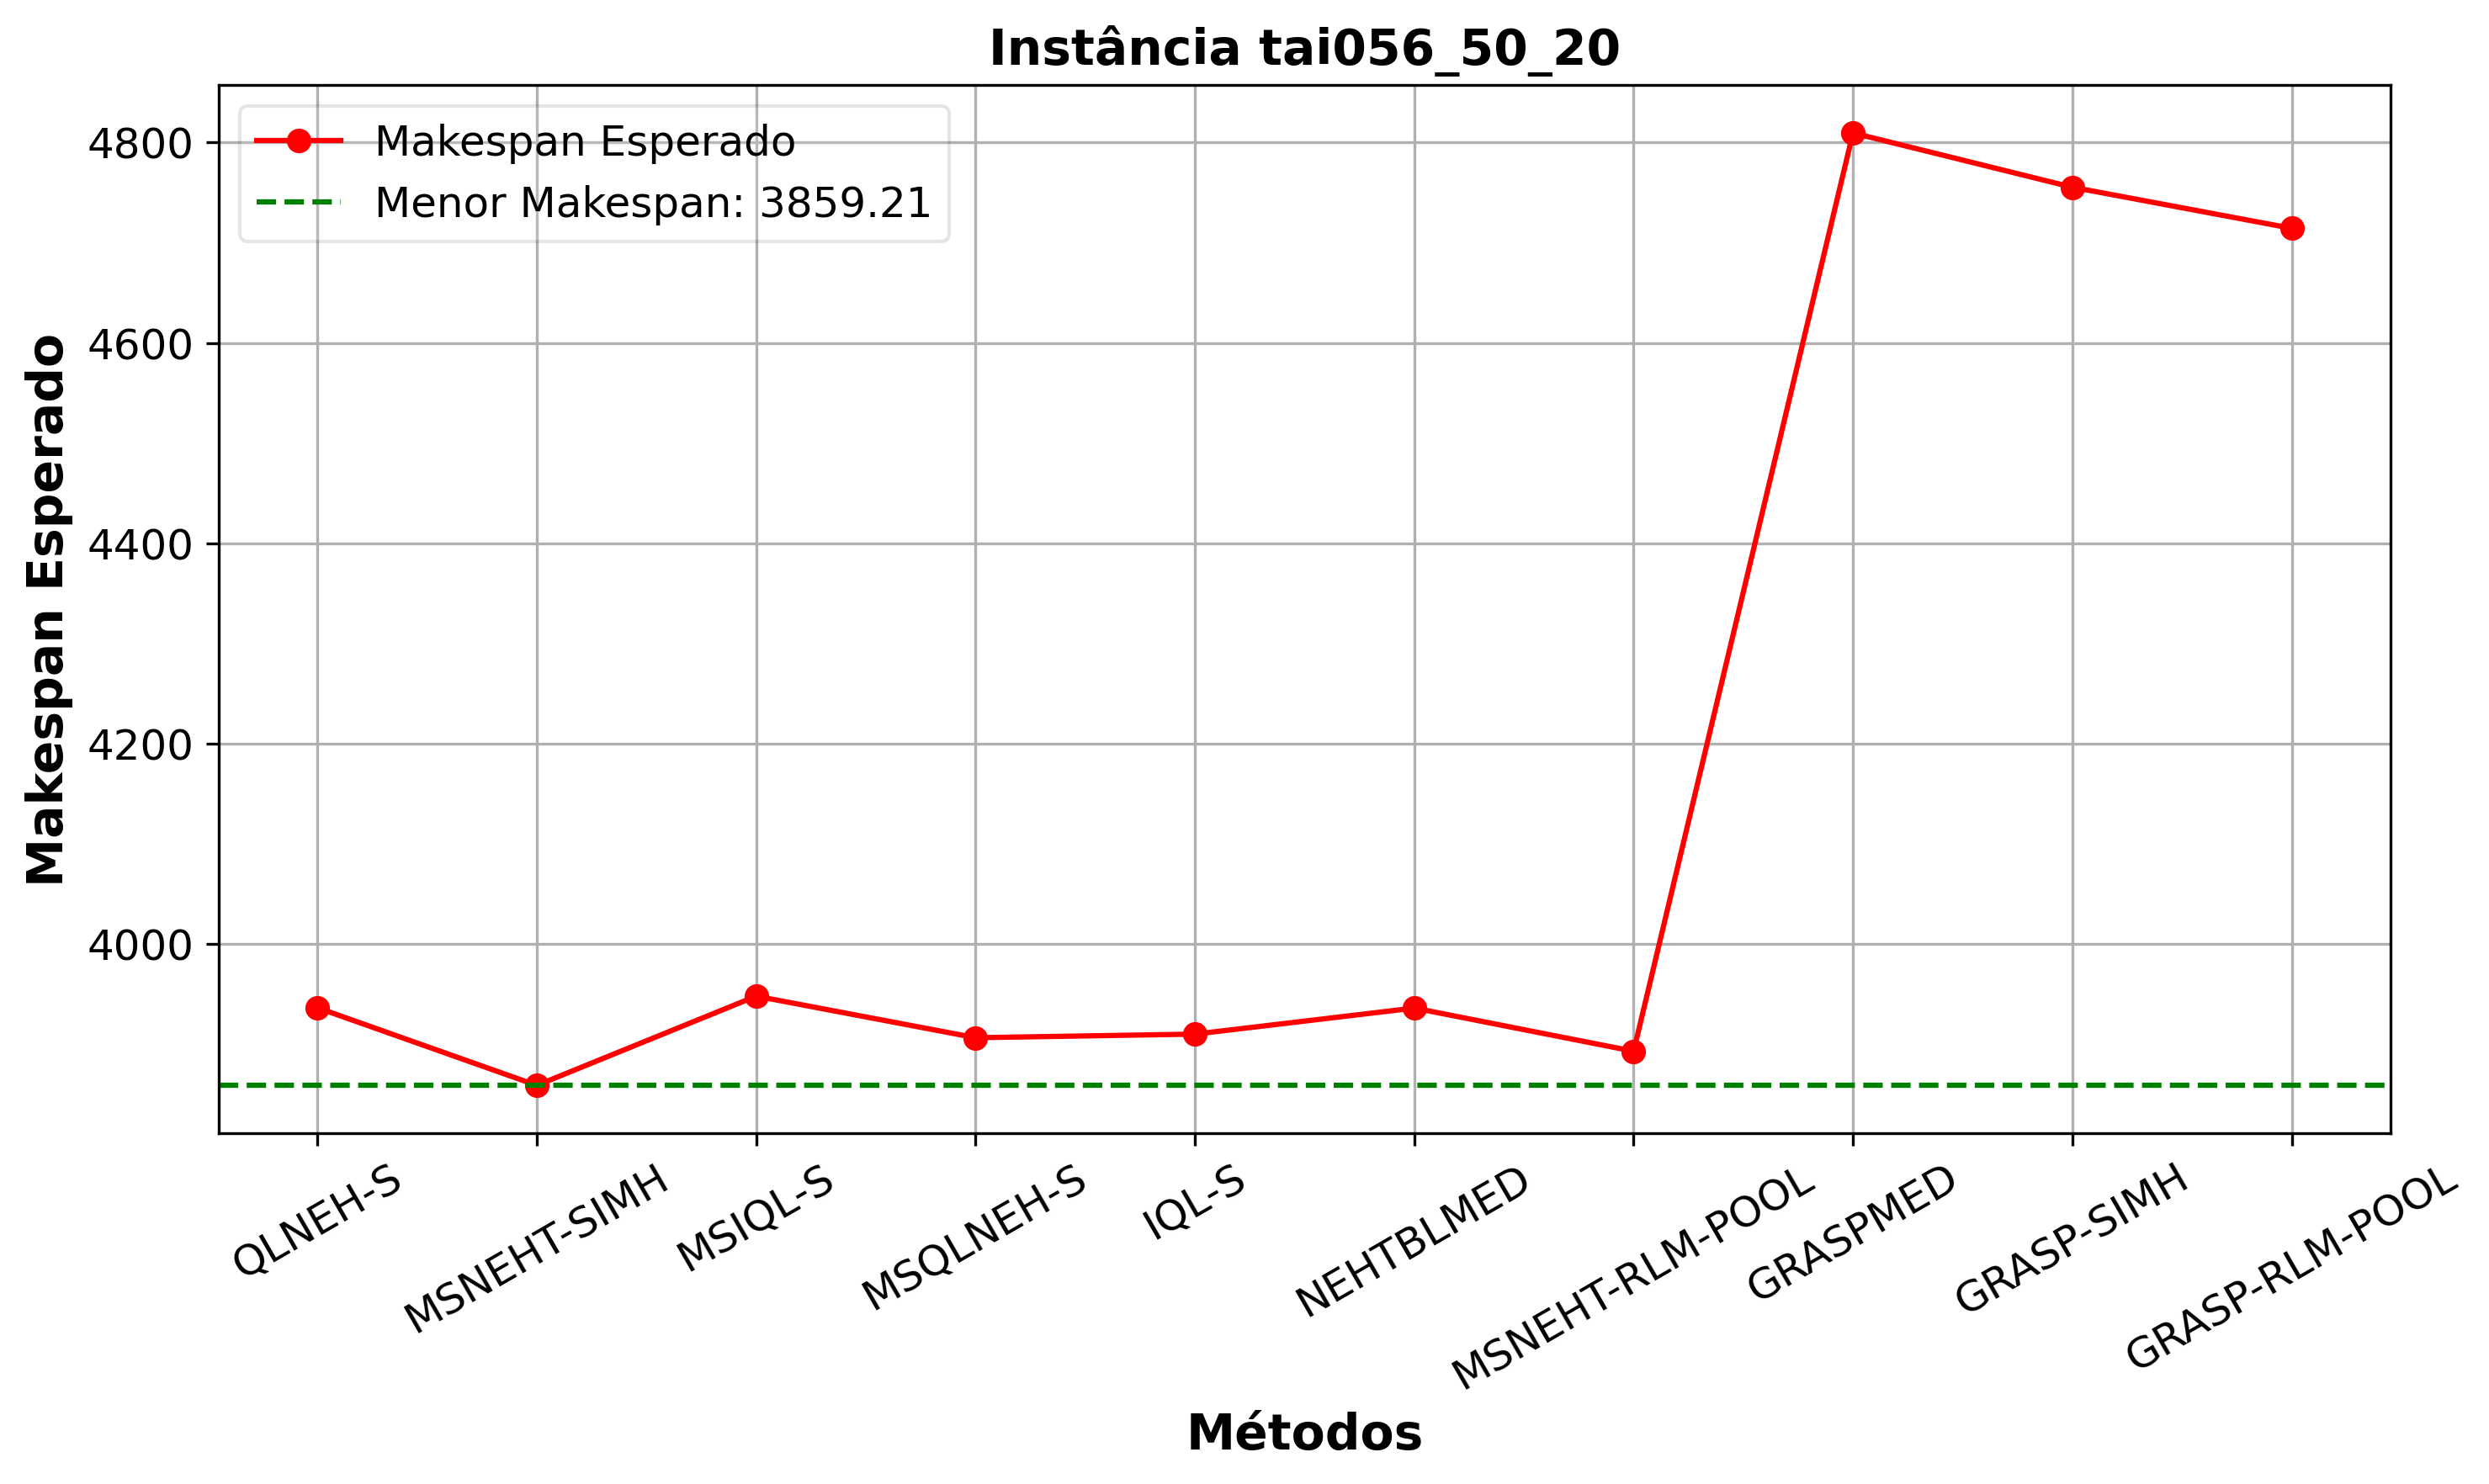 Instância tai056_50_20
Makespan Esperado
Menor Makespan: 3859.21
Makespan Esperado
4800
4600
4400
4200
4000
QLNEH-S
MSNEHT-SIMH
MSIQL-S
MSQLNEH-S
IQL-S
NEHTBLMED
MSNEHT-RLM-POOL
GRASPMED
GRASP-SIMH
GRASP-RLM-POOL
Métodos